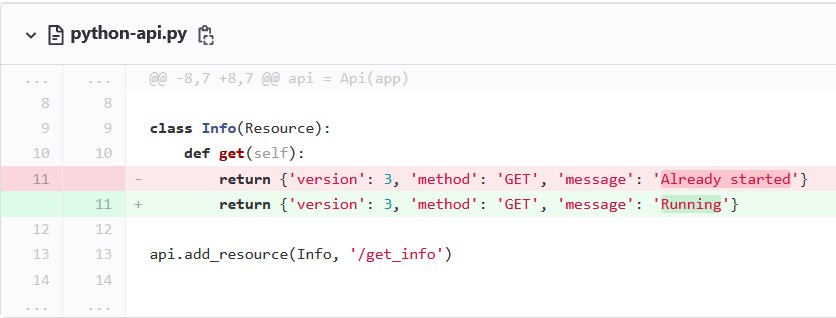 python-api.py
... ... @@ -8,7 +8,7 @@ api = Api(app)
8 8
9 9 class Info(Resource):
10 10 def get(self):
11 - return {'version': 3, 'method': 'GET', 'message': 'Already started'}
11 + return {'version': 3, 'method': 'GET', 'message': 'Running'}
12 12
13 13 api.add_resource(Info, '/get_info')
14 14
... ...